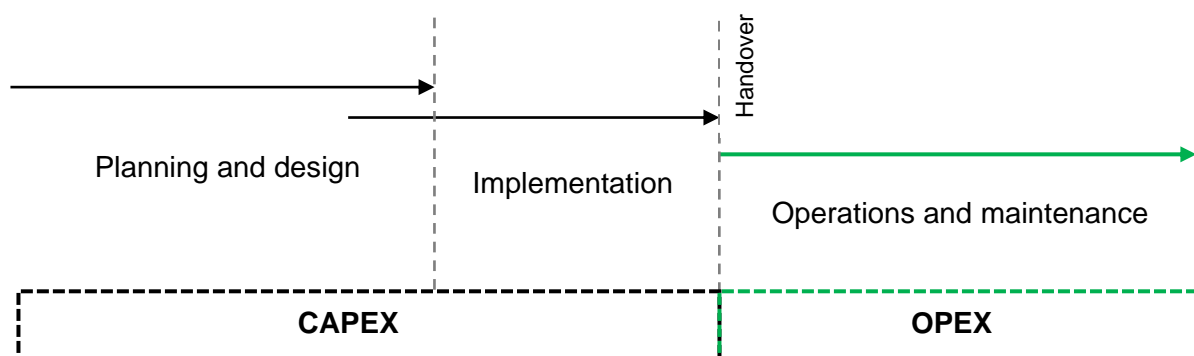 Handover
Planning and design
Implementation
Operations and maintenance
CAPEX
OPEX